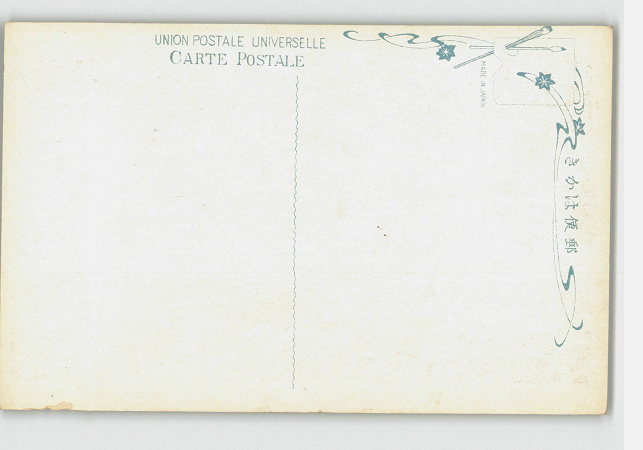 UNION POSTALE UNIVERSELLE
CARTE POSTALE
MADE IN JAPAN
きかは便郵